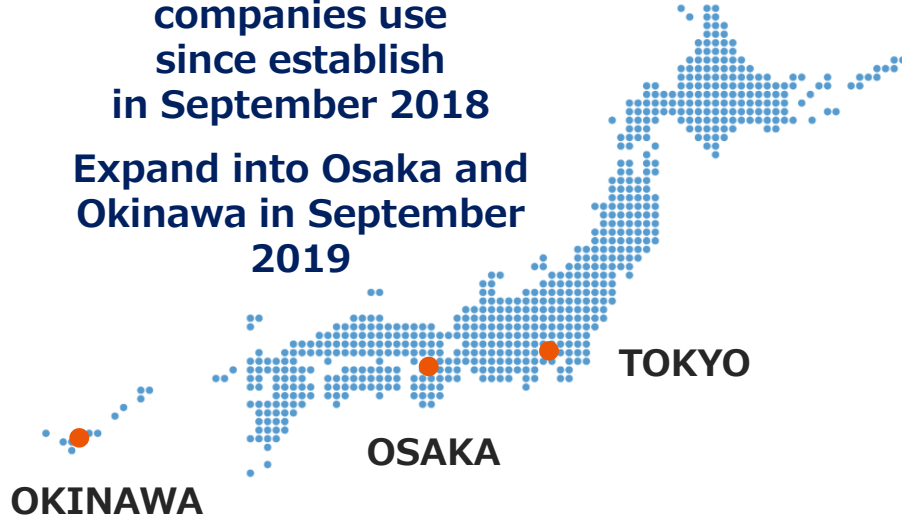 companies use
since establish
in September 2018
Expand into Osaka and
Okinawa in September
2019
TOKYO
OSAKA
OKINAWA